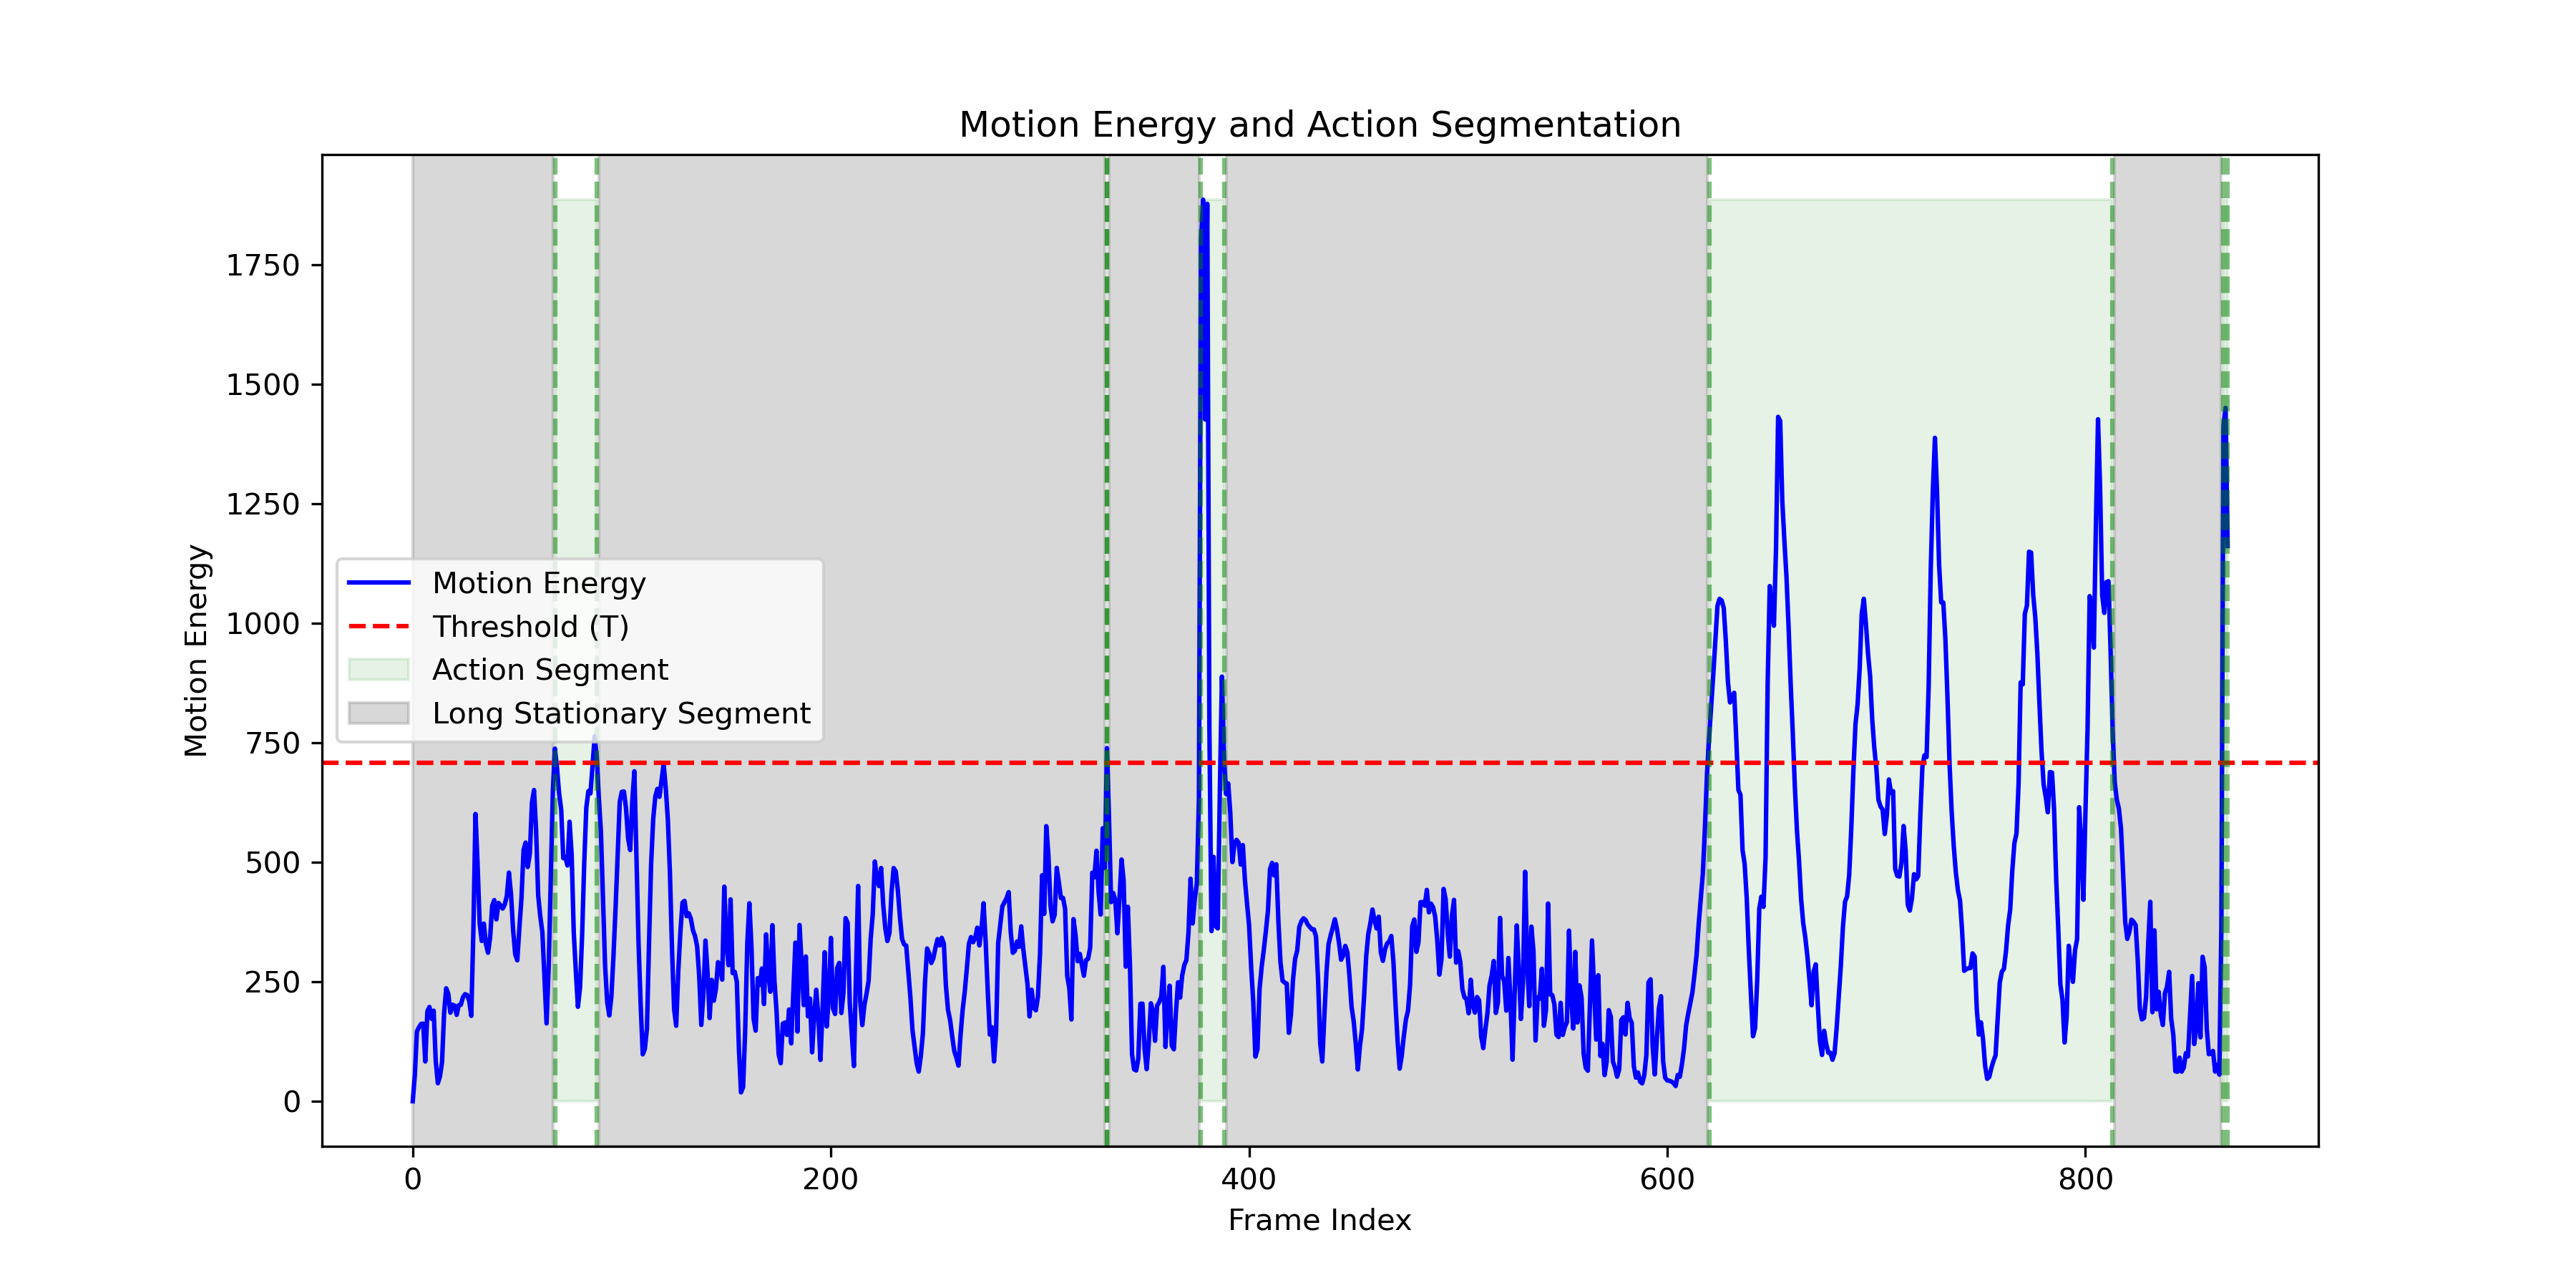 Motion Energy and Action Segmentation
Motion Energy
1750
1500
1250
1000
750
500
250
0
Motion Energy
Threshold (T)
Action Segment
Long Stationary Segment
0 200 400 600 800
Frame Index